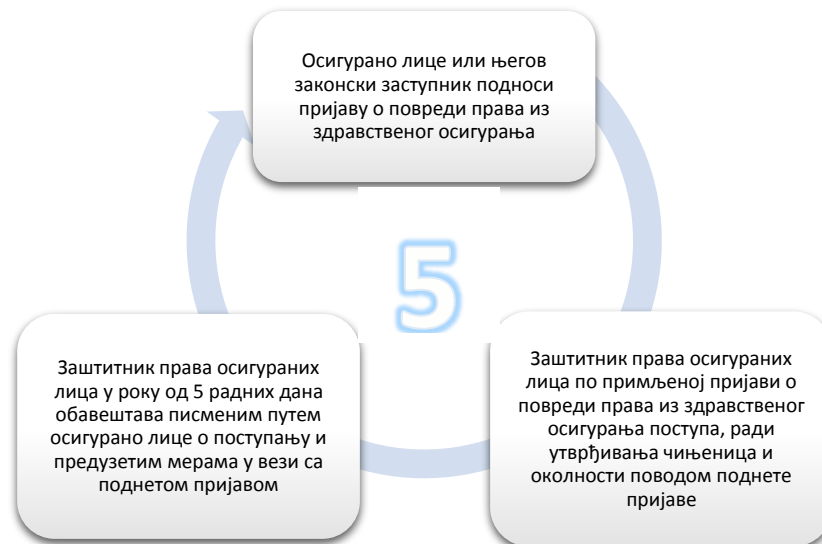 Осигурано лице или његов
законски заступник подноси
пријаву о повреди права из
здравственог осигурања
5
Заштитник права осигураних
лица по примљеној пријави о
повреди права из здравственог
осигурања поступа, ради
утврђивања чињеница и
околности поводом поднете
пријаве
Заштитник права осигураних
лица у року од 5 радних дана
обавештава писменим путем
осигурано лице о поступању и
предузетим мерама у вези са
поднетом пријавом